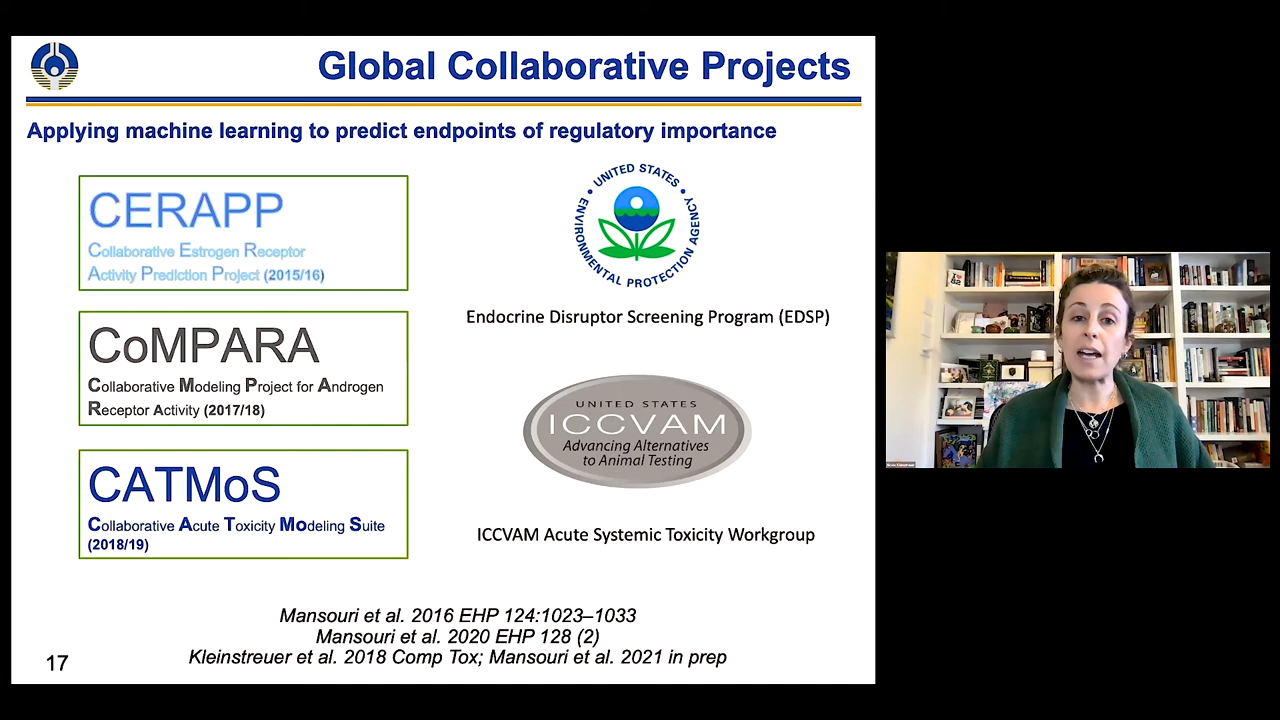 Global Collaborative Projects
Applying machine learning to predict endpoints of regulatory importance
CERAPP
Collaborative Estrogen Receptor
Activity Prediction Project (2015/16)
UNITED STATES
ENVIRONMENTAL PROTECTION AGENCY
Endocrine Disruptor Screening Program (EDSP)
CoMPARA
Collaborative Modeling Project for Androgen
Receptor Activity (2017/18)
UNITED STATES
ICCVAM
Advancing Alternatives
to Animal Testing
CATMoS
Collaborative Acute Toxicity Modeling Suite
(2018/19)
ICCVAM Acute Systemic Toxicity Workgroup
Mansouri et al. 2016 EHP 124:1023–1033
Mansouri et al. 2020 EHP 128 (2)
Kleinstreuer et al. 2018 Comp Tox; Mansouri et al. 2021 in prep
17